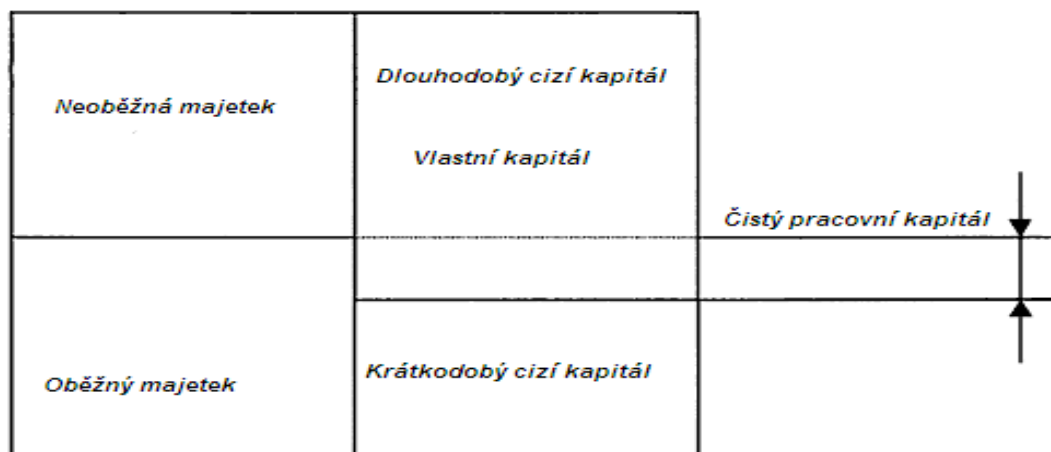 Neoběžná majetek
Dlouhodobý cizí kapitál
Vlastní kapitál
Čistý pracovní kapitál
Oběžný majetek
Krátkodobý cizí kapitál